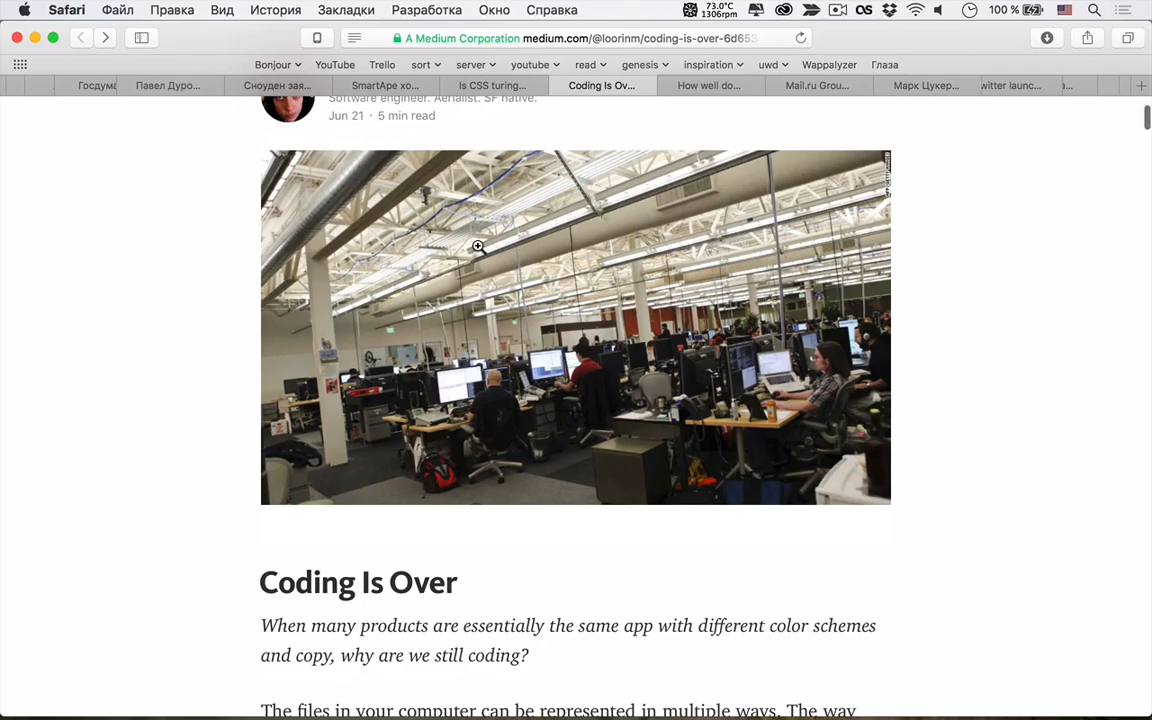 Safari Файл Правка Вид История Закладки Разработка Окно Справка 73.0°C 1306rpm 100 %
A Medium Corporation medium.com/@loorinm/coding-is-over-6d653
Bonjour YouTube Trello sort server youtube read genesis inspiration uwd Wappalyzer Глаза
Госдума Павел Дуро... Сноуден зая... SmartApe хо... Is CSS turing... Coding Is Ov... How well do... Mail.ru Grou... Марк Цукер... witter launc... a...
Software engineer. Aerialist. SF native.
Jun 21 · 5 min read
Coding Is Over
When many products are essentially the same app with different color schemes
and copy, why are we still coding?
The files in your computer can be represented in multiple ways. The way